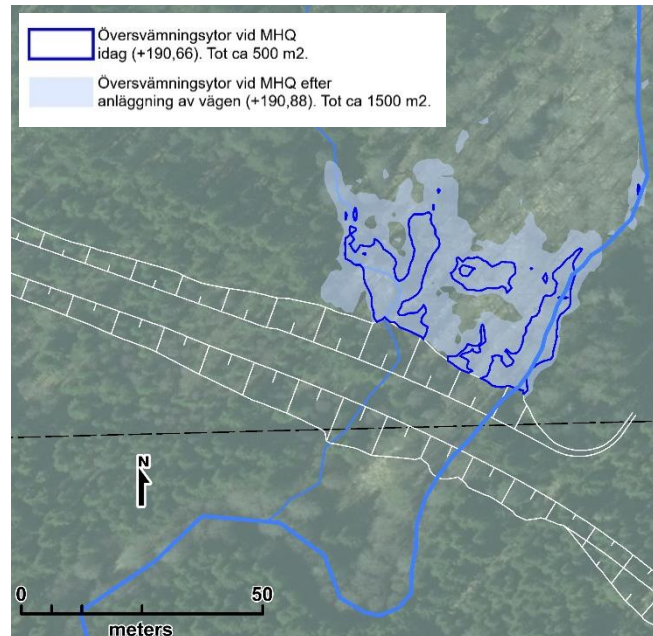 Översvämningsytor vid MHQ
idag (+190,66). Tot ca 500 m2.
Översvämningsytor vid MHQ efter
anläggning av vägen (+190,88). Tot ca 1500 m2.
N
0 50
meters